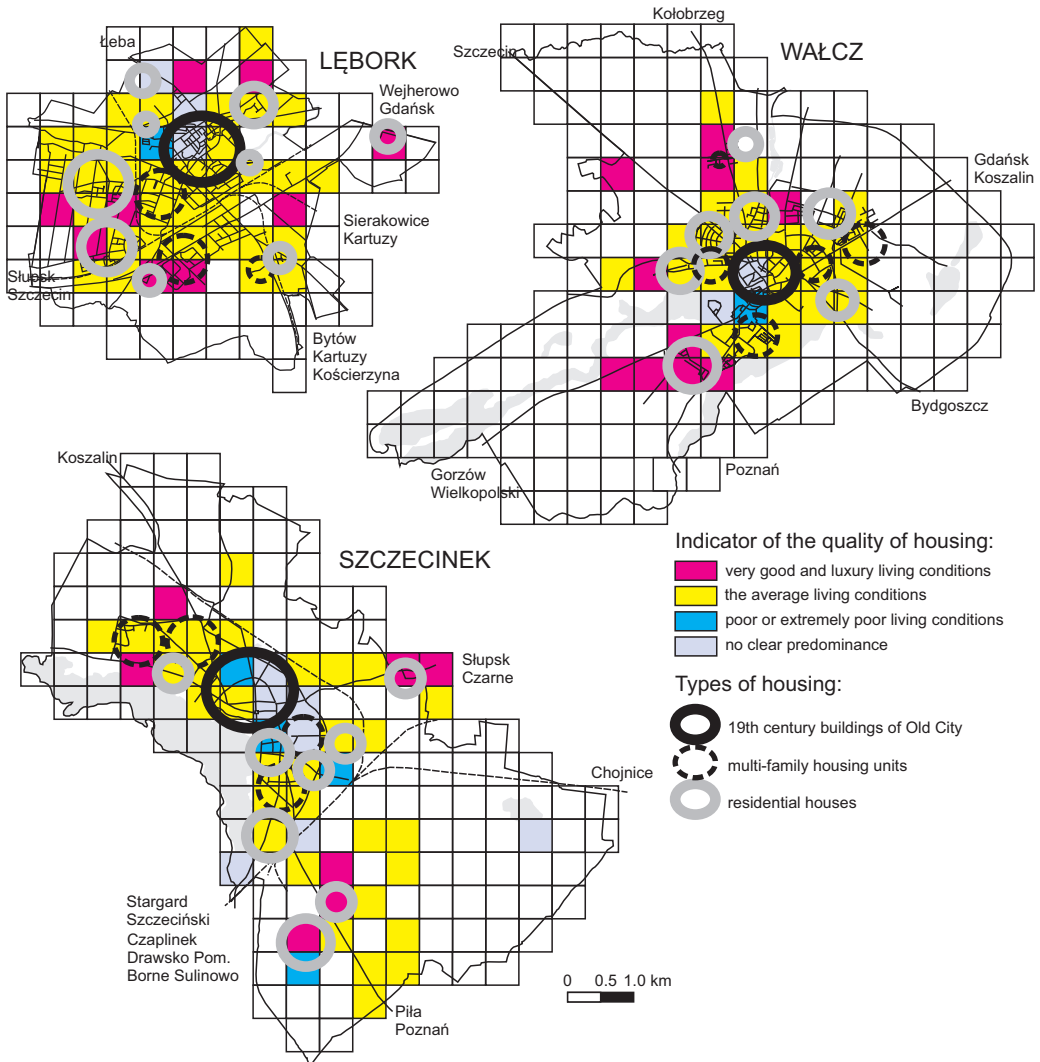 Kołobrzeg
Łeba
Szczecin
LĘBORK
WAŁCZ
Wejherowo
Gdańsk
Gdańsk
Koszalin
Sierakowice
Kartuzy
Słupsk
Szczecin
Bytów
Kartuzy
Kościerzyna
Bydgoszcz
Gorzów
Wielkopolski
Poznań
Koszalin
SZCZECINEK
Słupsk
Czarne
Chojnice
Stargard
Szczeciński
Czaplinek
Drawsko Pom.
Borne Sulinowo
Piła
Poznań
0 0.5 1.0 km
Indicator of the quality of housing:
very good and luxury living conditions
the average living conditions
poor or extremely poor living conditions
no clear predominance
Types of housing:
19th century buildings of Old City
multi-family housing units
residential houses